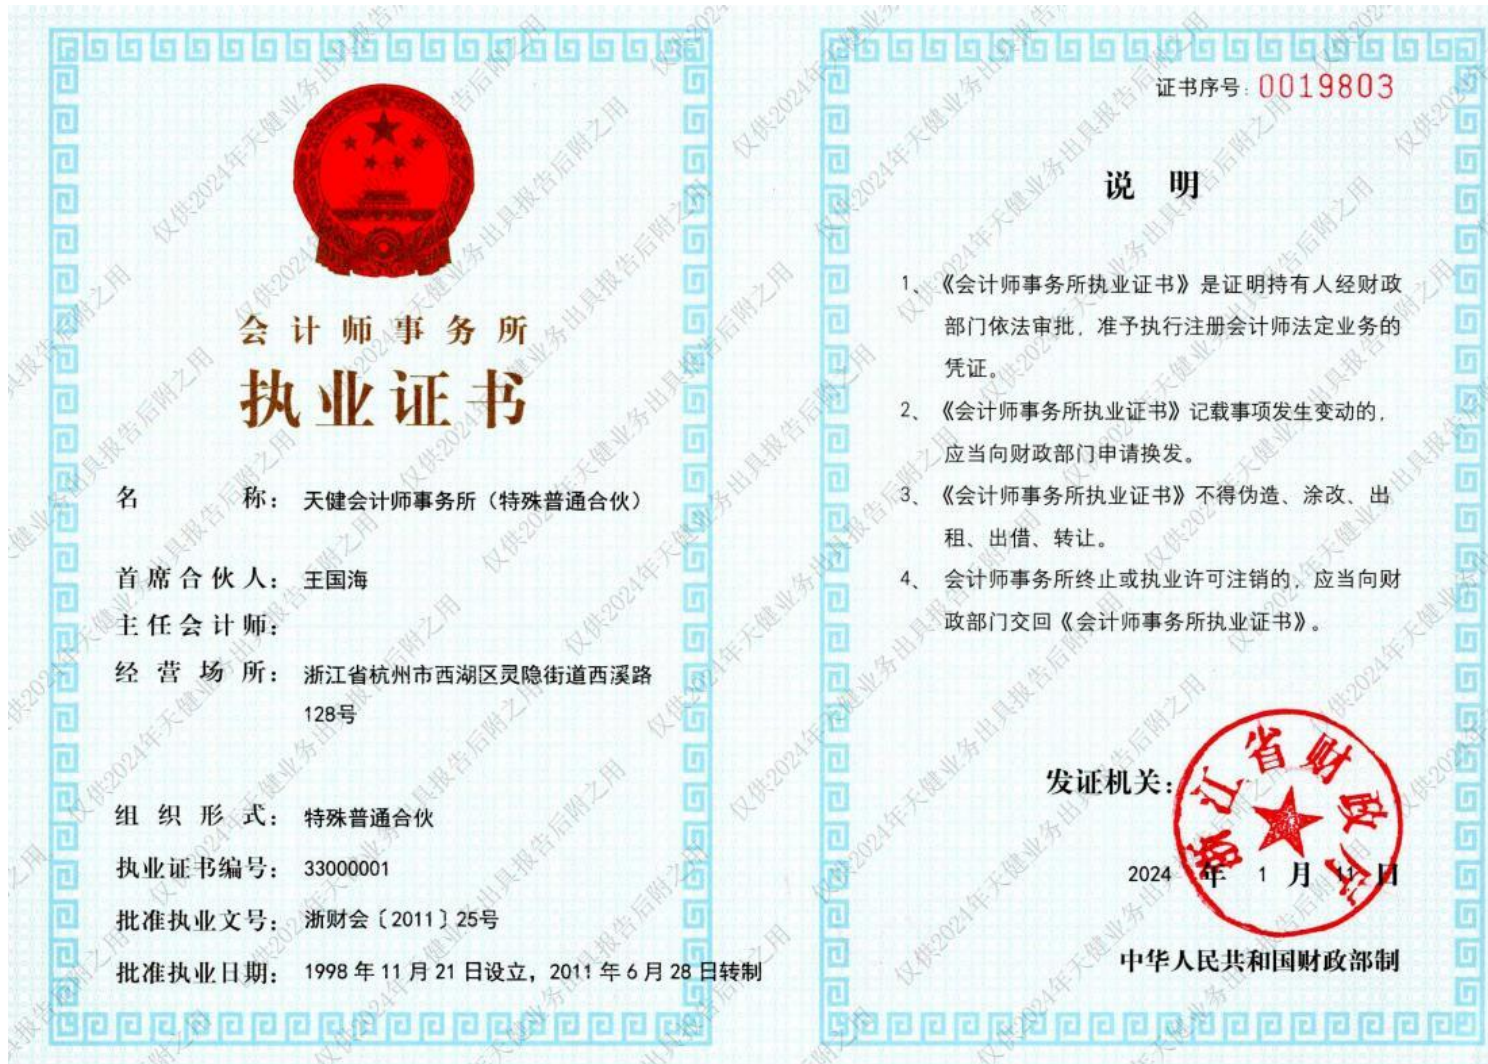 会计师事务所
执业证书
名 称： 天健会计师事务所（特殊普通合伙）
首席合伙人： 王国海
主任会计师：
经营场所： 浙江省杭州市西湖区灵隐街道西溪路
128号
组织形式： 特殊普通合伙
执业证书编号： 33000001
批准执业文号： 浙财会〔2011〕25号
批准执业日期： 1998年11月21日设立，2011年6月28日转制
证书序号：0019803
说 明
1、《会计师事务所执业证书》是证明持有人经财政
部门依法审批，准予执行注册会计师法定业务的
凭证。
2、《会计师事务所执业证书》记载事项发生变动的，
应当向财政部门申请换发。
3、《会计师事务所执业证书》不得伪造、涂改、出
租、出借、转让。
4、会计师事务所终止或执业许可注销的，应当向财
政部门交回《会计师事务所执业证书》。
发证机关：
浙江省财政厅
2024年1月11日
中华人民共和国财政部制
仅供2024年天健业务出具报告后附之用